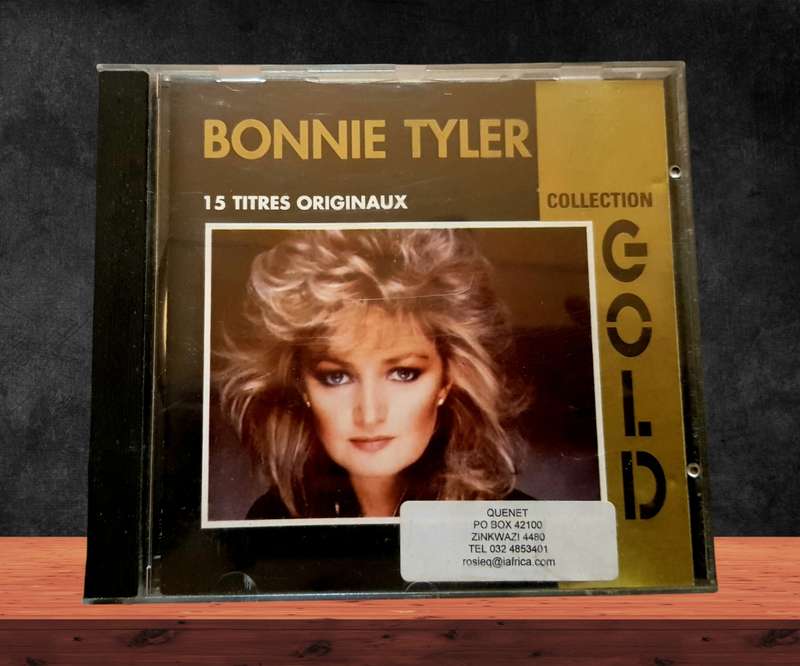 BONNIE TYLER
15 TITRES ORIGINAUX
COLLECTION
GOLD
QUENET
PO BOX 42100
ZINKWAZI 4480
TEL 032 4853401
rosieq@iafrica.com